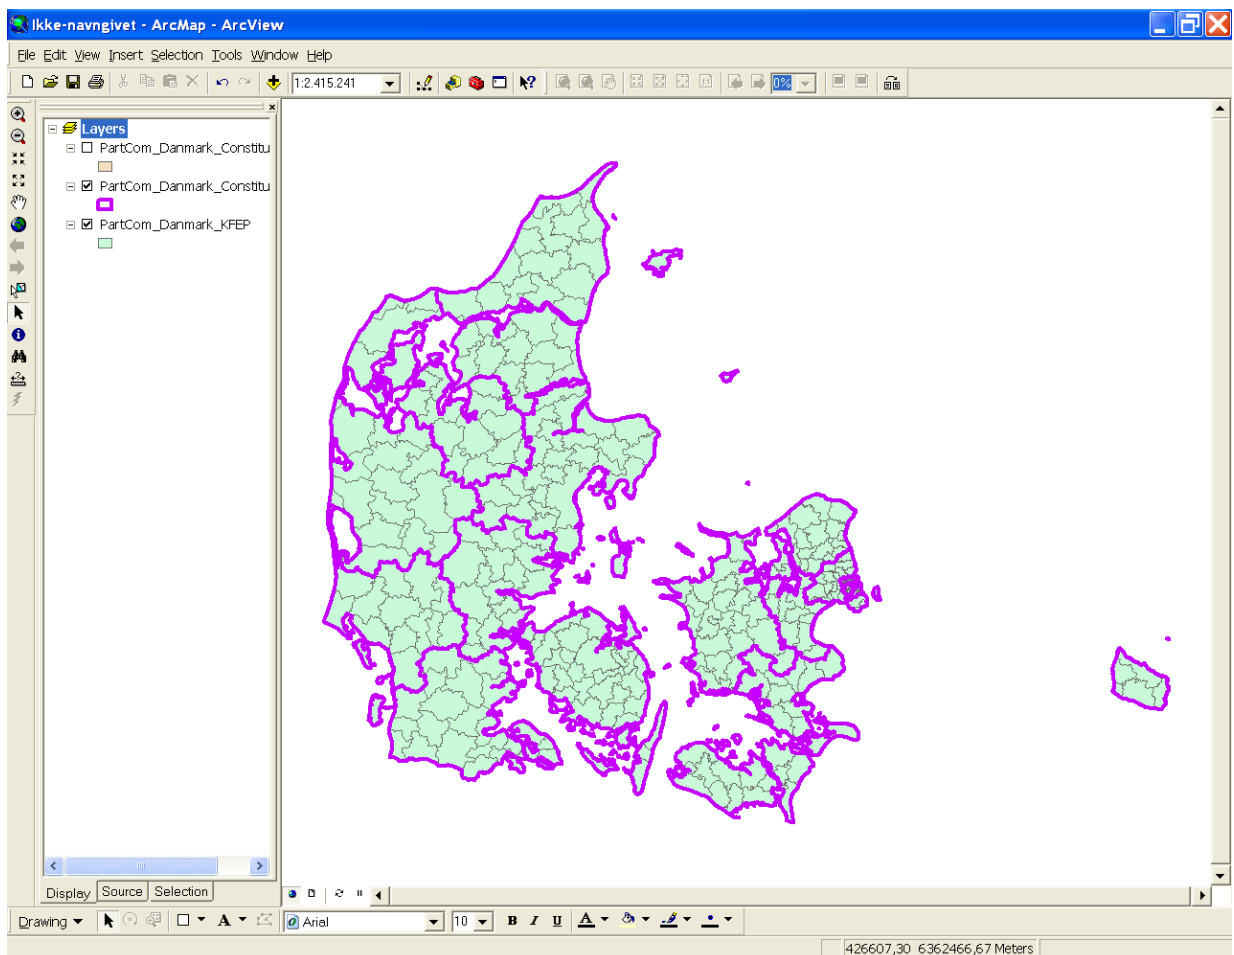 Ikke-navngivet - ArcMap - ArcView
File Edit View Insert Selection Tools Window Help
1:2.415.241
0%
Layers
PartCom_Danmark_Constitu
PartCom_Danmark_Constitu
PartCom_Danmark_KFEP
Display Source Selection
Drawing A Arial 10 B I U A
426607,30 6362466,67 Meters